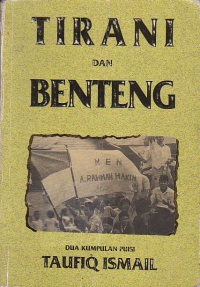 TIRANI
DAN
BENTENG
MEN
A. RAHMAN HAKIM
DUA KUMPULAN PUISI
TAUFIQ ISMAIL